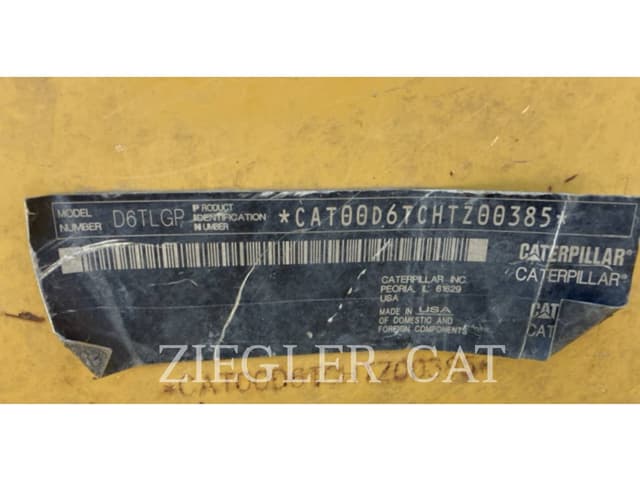 MODEL NUMBER D6TLGP PRODUCT IDENTIFICATION NUMBER *CAT00D6TCHTZ00385*
CATERPILLAR®
CATERPILLAR®
CATERPILLAR INC.
PEORIA, IL 61629
USA
MADE IN USA
OF DOMESTIC AND
FOREIGN COMPONENTS
CAT
CAT
ZIEGLER CAT
*CAT00D6TCHTZ00385*